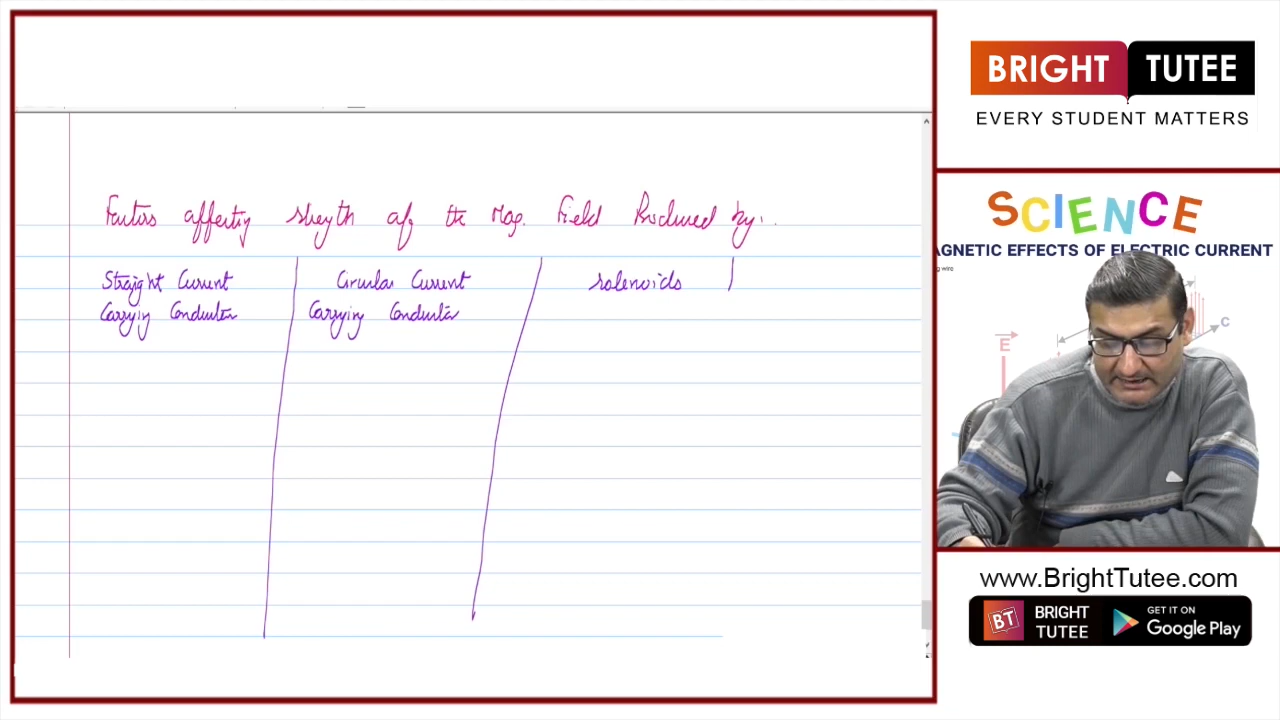 Factors affecting strength of the Mag. Field Produced by:
Straight Current
Carrying Conductor
Circular Current
Carrying Conductor
solenoids
BRIGHT TUTEE
EVERY STUDENT MATTERS
SCIENCE
AGNETIC EFFECTS OF ELECTRIC CURRENT
ng wire
E
C
www.BrightTutee.com
BT
BRIGHT
TUTEE
GET IT ON
Google Play